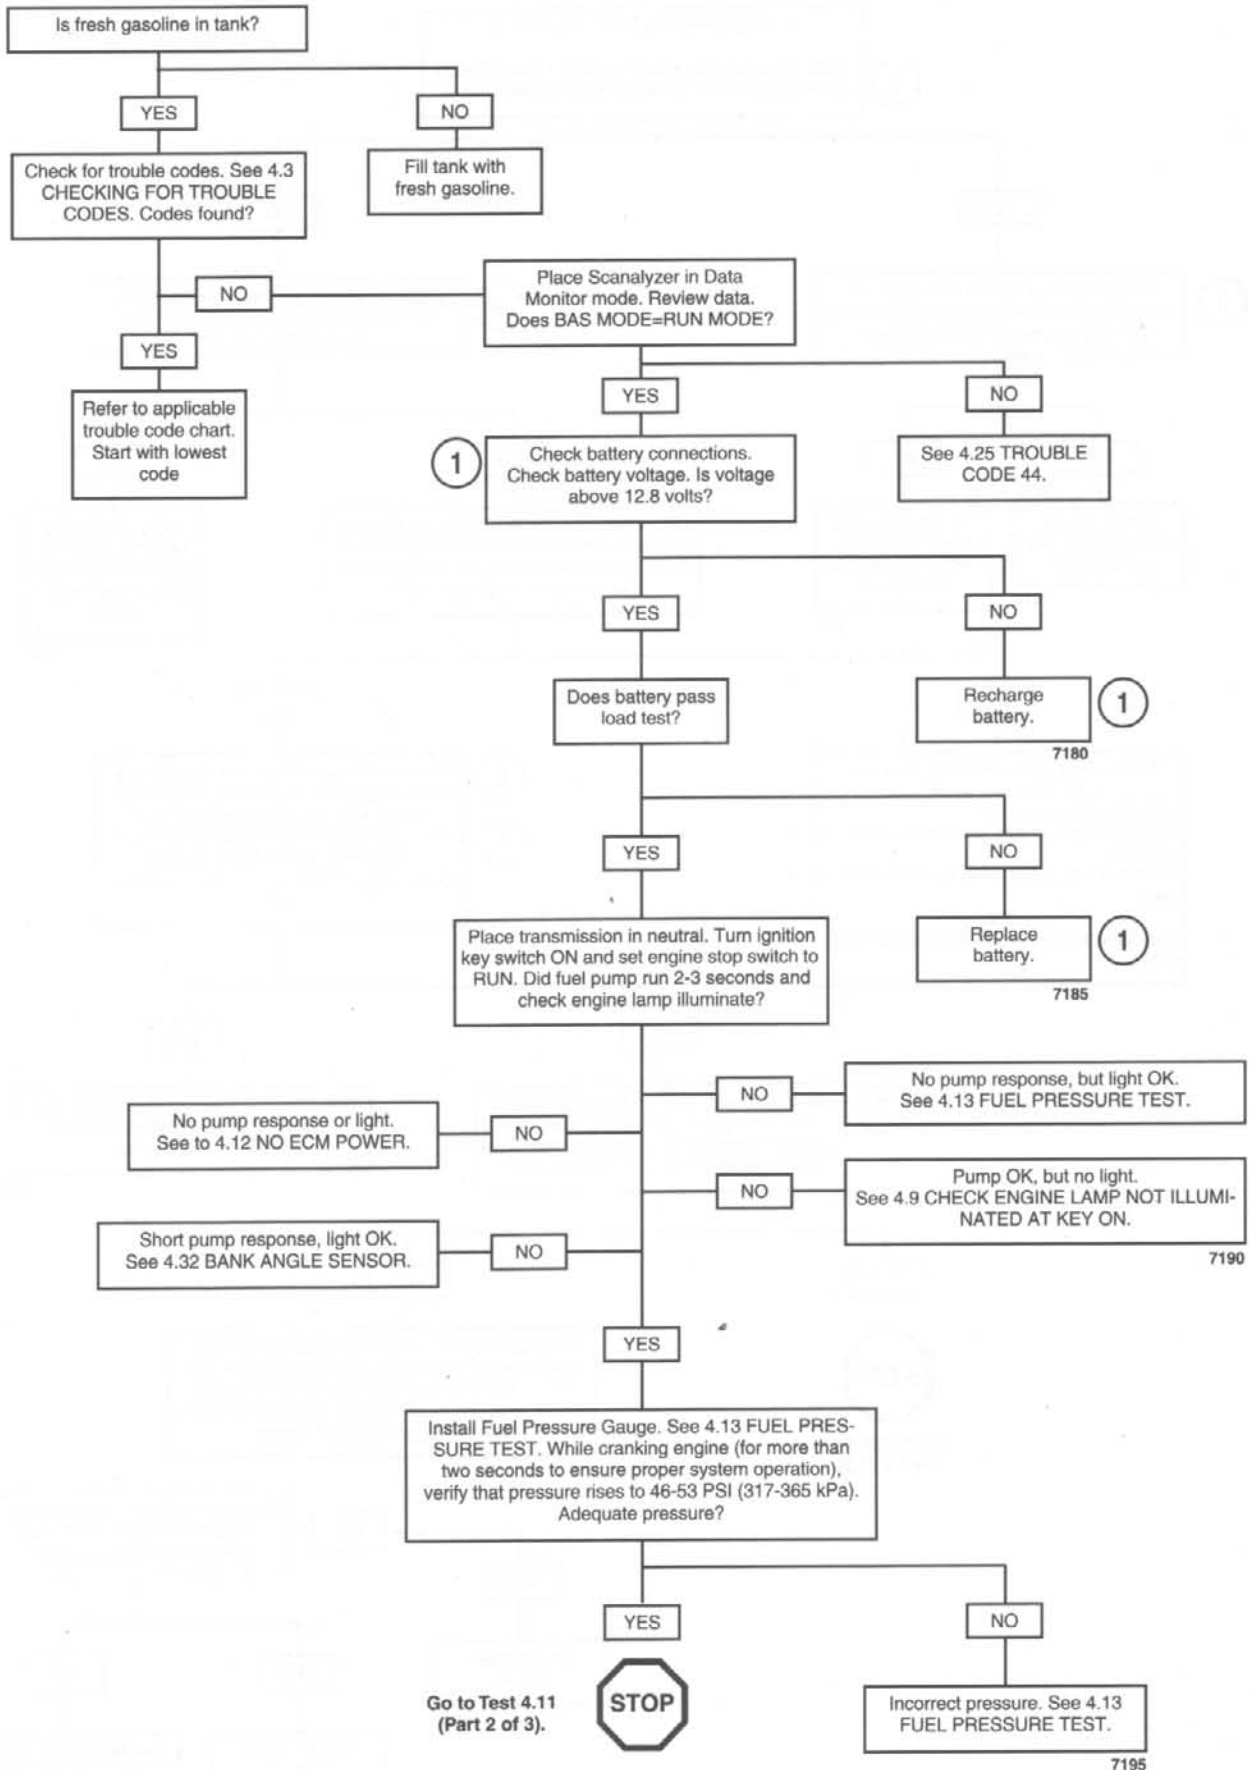 Is fresh gasoline in tank?
YES
NO
Check for trouble codes. See 4.3
CHECKING FOR TROUBLE
CODES. Codes found?
Fill tank with
fresh gasoline.
NO
Place Scanalyzer in Data
Monitor mode. Review data.
Does BAS MODE=RUN MODE?
YES
Refer to applicable
trouble code chart.
Start with lowest
code
YES
NO
1
Check battery connections.
Check battery voltage. Is voltage
above 12.8 volts?
See 4.25 TROUBLE
CODE 44.
YES
NO
Does battery pass
load test?
Recharge
battery.
1
7180
YES
NO
Place transmission in neutral. Turn ignition
key switch ON and set engine stop switch to
RUN. Did fuel pump run 2-3 seconds and
check engine lamp illuminate?
Replace
battery.
1
7185
NO
No pump response, but light OK.
See 4.13 FUEL PRESSURE TEST.
No pump response or light.
See to 4.12 NO ECM POWER.
NO
NO
Pump OK, but no light.
See 4.9 CHECK ENGINE LAMP NOT ILLUMI-
NATED AT KEY ON.
7190
Short pump response, light OK.
See 4.32 BANK ANGLE SENSOR.
NO
YES
Install Fuel Pressure Gauge. See 4.13 FUEL PRES-
SURE TEST. While cranking engine (for more than
two seconds to ensure proper system operation),
verify that pressure rises to 46-53 PSI (317-365 kPa).
Adequate pressure?
YES
NO
Go to Test 4.11
(Part 2 of 3).
STOP
Incorrect pressure. See 4.13
FUEL PRESSURE TEST.
7195